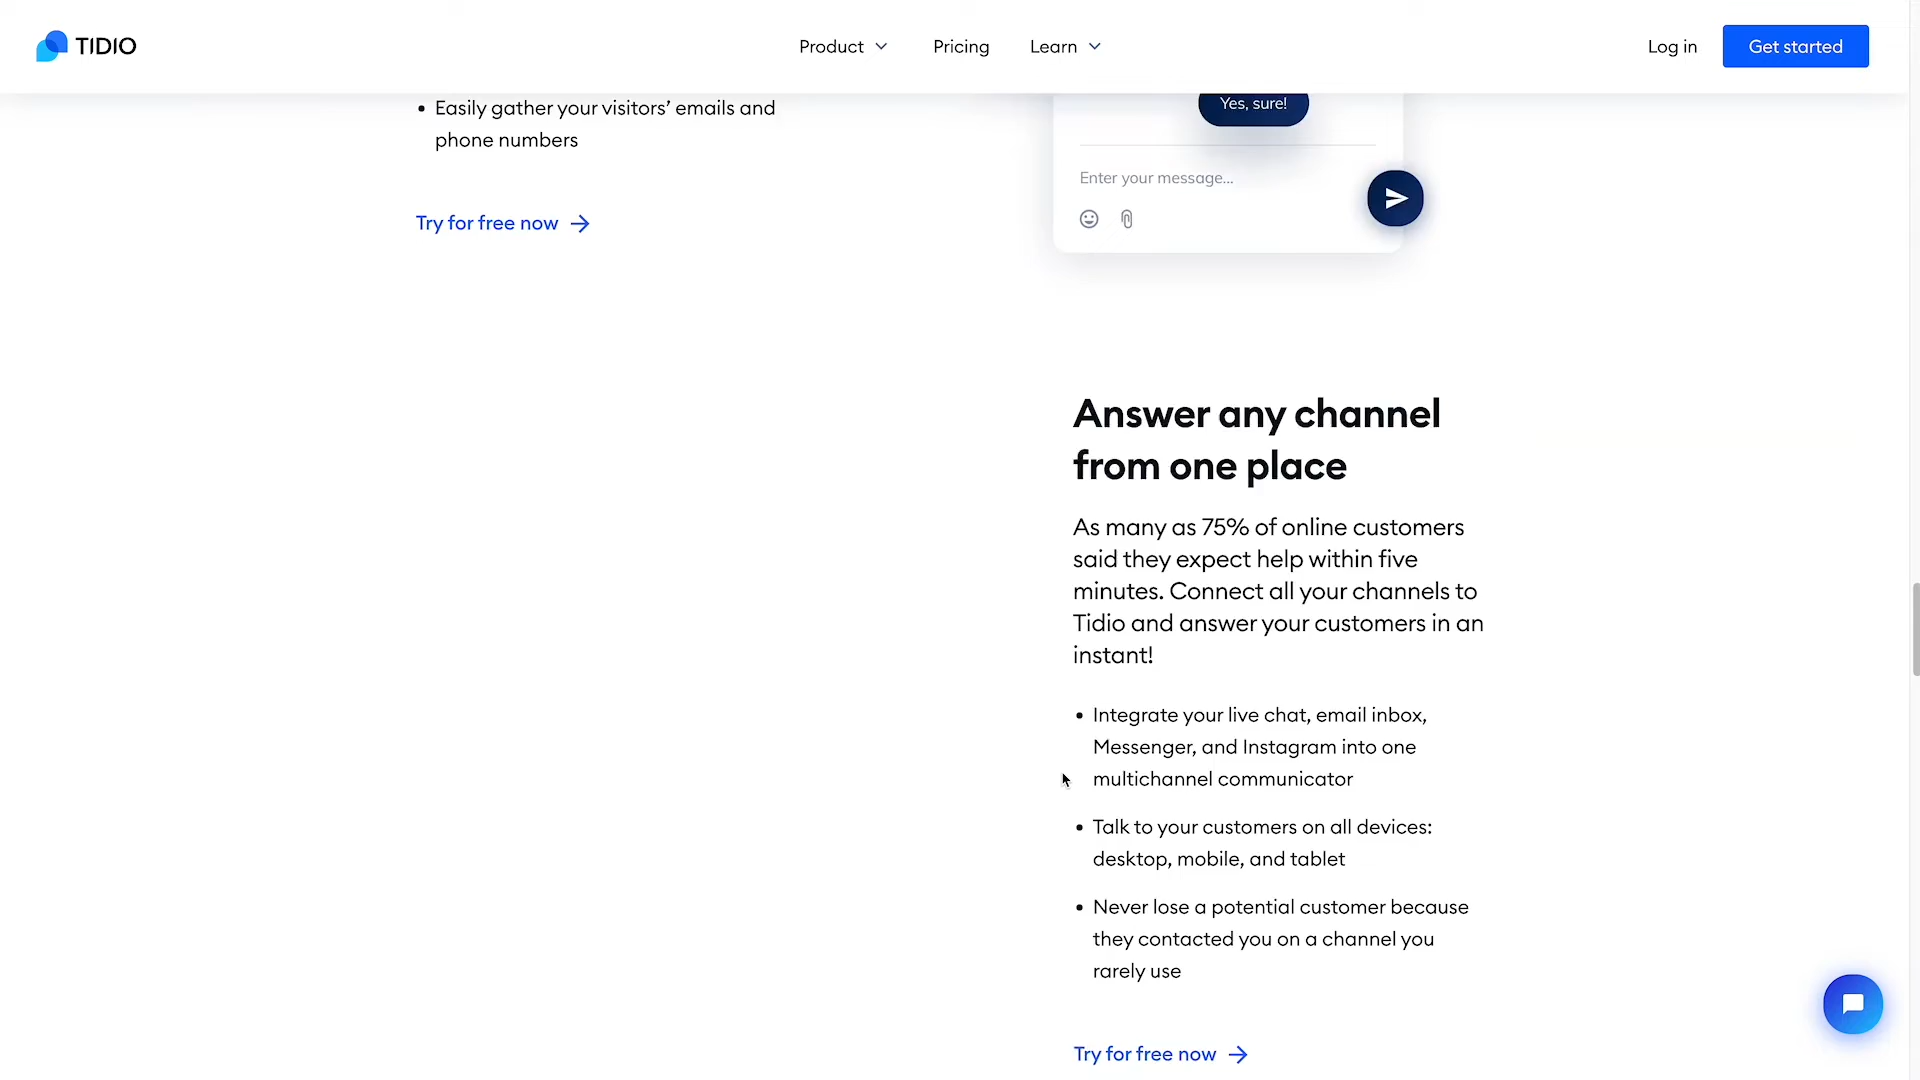 TIDIO
Product
Pricing
Learn
Log in
Get started
• Easily gather your visitors’ emails and
phone numbers
Try for free now
Yes, sure!
Enter your message...
Answer any channel
from one place
As many as 75% of online customers
said they expect help within five
minutes. Connect all your channels to
Tidio and answer your customers in an
instant!
• Integrate your live chat, email inbox,
Messenger, and Instagram into one
multichannel communicator
• Talk to your customers on all devices:
desktop, mobile, and tablet
• Never lose a potential customer because
they contacted you on a channel you
rarely use
Try for free now